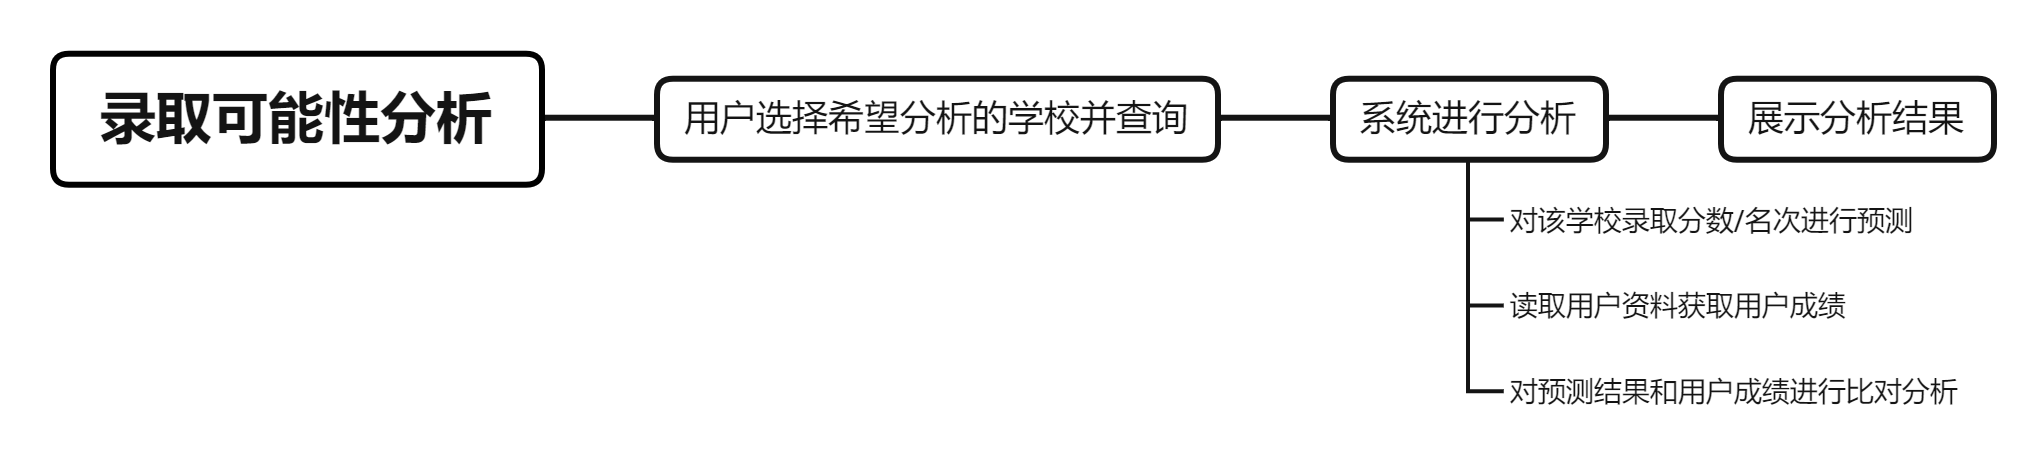 录取可能性分析
用户选择希望分析的学校并查询
系统进行分析
展示分析结果
对该学校录取分数/名次进行预测
读取用户资料获取用户成绩
对预测结果和用户成绩进行比对分析